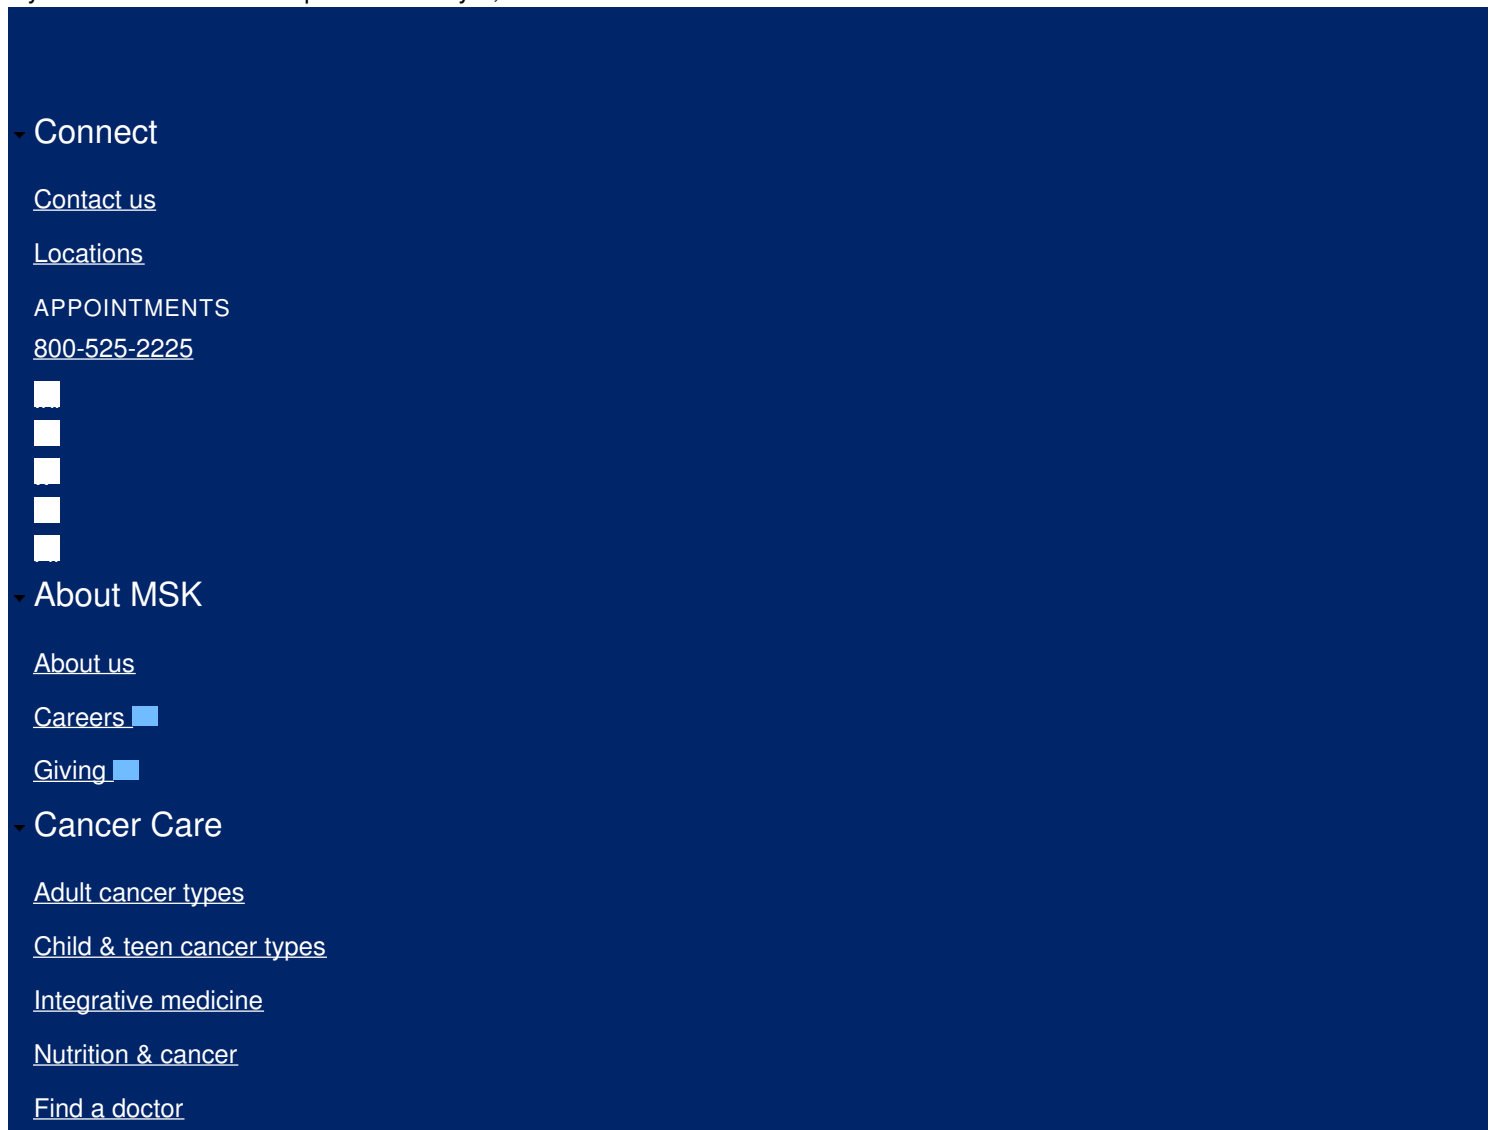 Connect
Contact us
Locations
APPOINTMENTS
800-525-2225
About MSK
About us
Careers
Giving
Cancer Care
Adult cancer types
Child & teen cancer types
Integrative medicine
Nutrition & cancer
Find a doctor